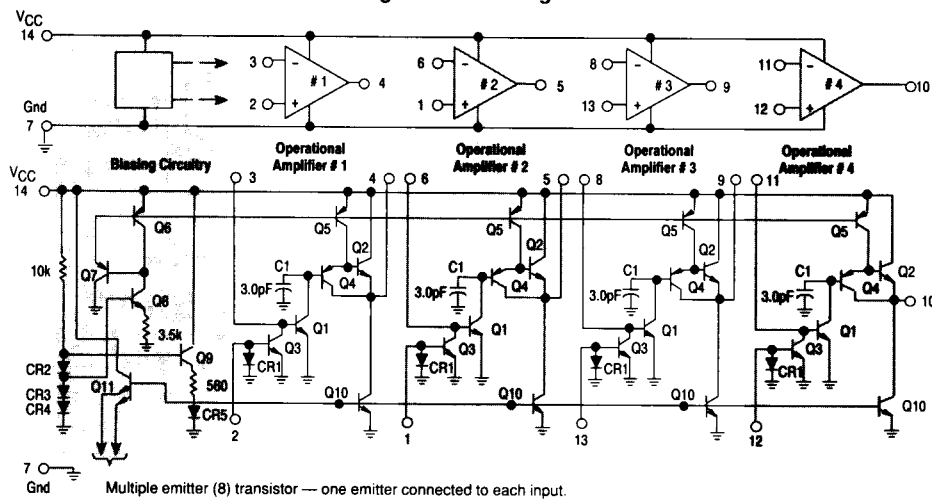 VCC
14
3
2
# 1
4
6
1
# 2
5
8
13
# 3
9
11
12
# 4
10
Gnd
7
Biasing Circuitry
Operational
Amplifier # 1
Operational
Amplifier # 2
Operational
Amplifier # 3
Operational
Amplifier # 4
VCC
14
3
4
6
5
8
9
11
Q6
Q5
Q5
Q5
Q5
10k
Q7
Q2
Q2
Q2
Q2
C1
C1
C1
C1
3.0pF
3.0pF
3.0pF
3.0pF
Q4
Q4
Q4
Q4
10
Q8
3.5k
Q1
Q1
Q1
Q1
Q9
Q3
Q3
Q3
Q3
CR2
CR1
CR1
CR1
CR1
560
Q11
CR3
CR4
CR5
Q10
Q10
Q10
Q10
2
1
13
12
7
Gnd
Multiple emitter (8) transistor — one emitter connected to each input.